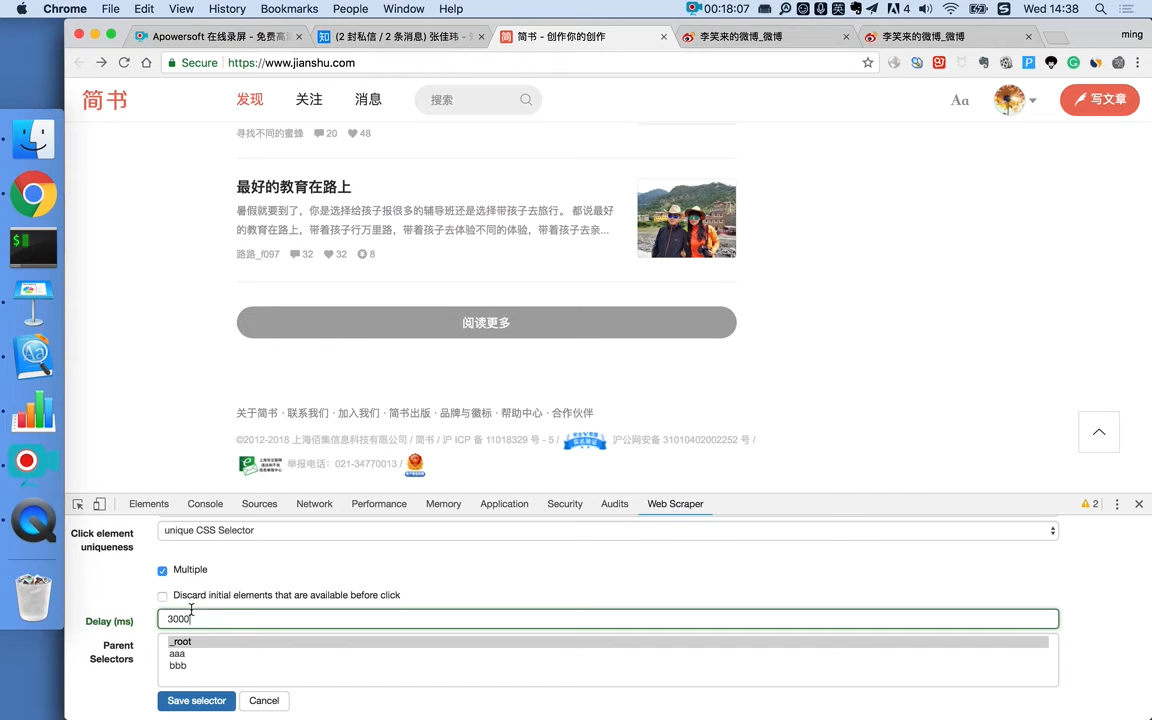 Chrome File Edit View History Bookmarks People Window Help 00:18:07 英 4 Wed 14:38
Apowersoft 在线录屏 - 免费高 (2 封私信 / 2 条消息) 张佳玮 - 简书 - 创作你的创作 李笑来的微博_微博 李笑来的微博_微博 ming
Secure https://www.jianshu.com
简书 发现 关注 消息 搜索 Aa 写文章
寻找不同的蜜蜂 20 48
最好的教育在路上
暑假就要到了，你是选择给孩子报很多的辅导班还是选择带孩子去旅行。 都说最好
的教育在路上，带着孩子行万里路，带着孩子去体验不同的体验，带着孩子去亲...
路路_f097 32 32 8
阅读更多
关于简书 · 联系我们 · 加入我们 · 简书出版 · 品牌与徽标 · 帮助中心 · 合作伙伴
©2012-2018 上海佰集信息科技有限公司 / 简书 / 沪 ICP 备 11018329 号 - 5 / 沪公网安备 31010402002252 号 /
举报电话：021-34770013 /
Elements Console Sources Network Performance Memory Application Security Audits Web Scraper 2
Click element
uniqueness
unique CSS Selector
Multiple
Discard initial elements that are available before click
Delay (ms) 3000
Parent
Selectors
_root
aaa
bbb
Save selector Cancel